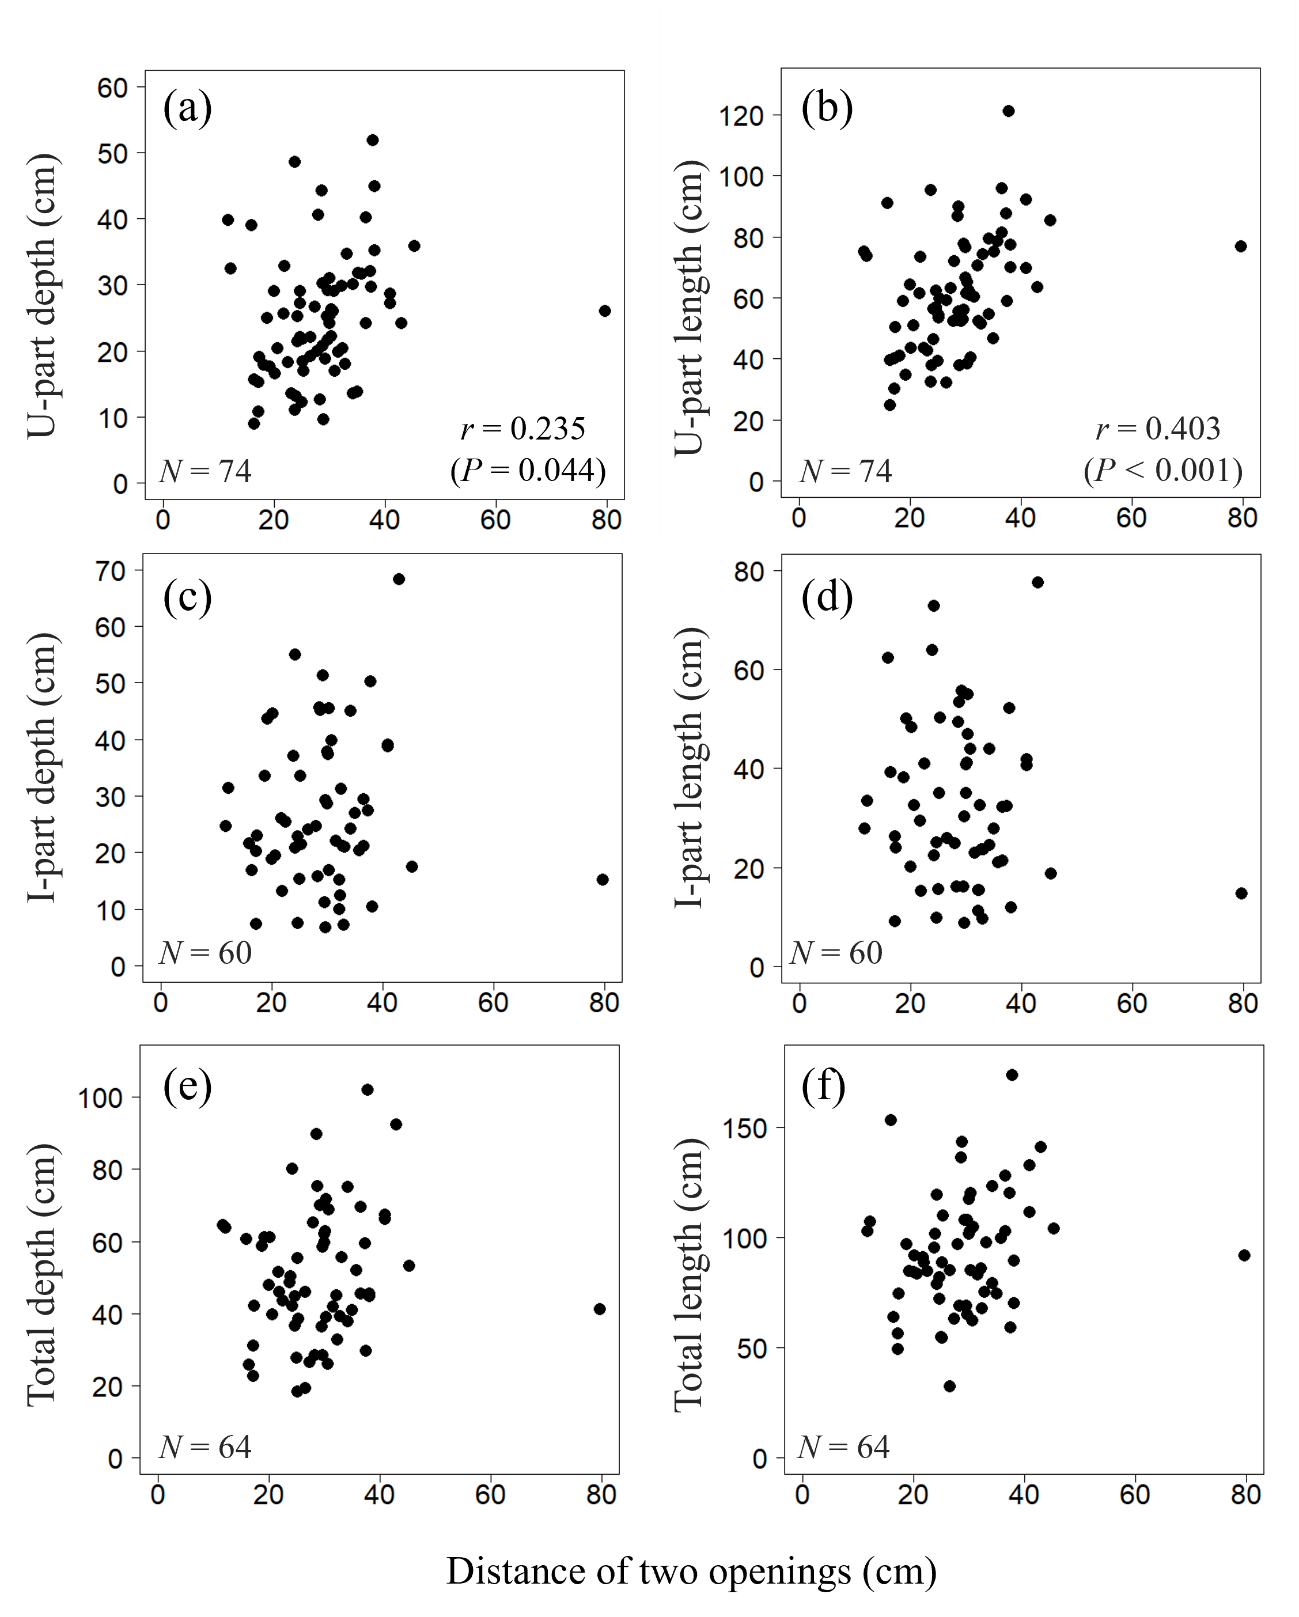 (a)
U-part depth (cm)
60
50
40
30
20
10
0
r = 0.235
(P = 0.044)
N = 74
0 20 40 60 80
(b)
U-part length (cm)
120
100
80
60
40
20
0
r = 0.403
(P < 0.001)
N = 74
0 20 40 60 80
(c)
I-part depth (cm)
70
60
50
40
30
20
10
0
N = 60
0 20 40 60 80
(d)
I-part length (cm)
80
60
40
20
0
N = 60
0 20 40 60 80
(e)
Total depth (cm)
100
80
60
40
20
0
N = 64
0 20 40 60 80
(f)
Total length (cm)
150
100
50
0
N = 64
0 20 40 60 80
Distance of two openings (cm)